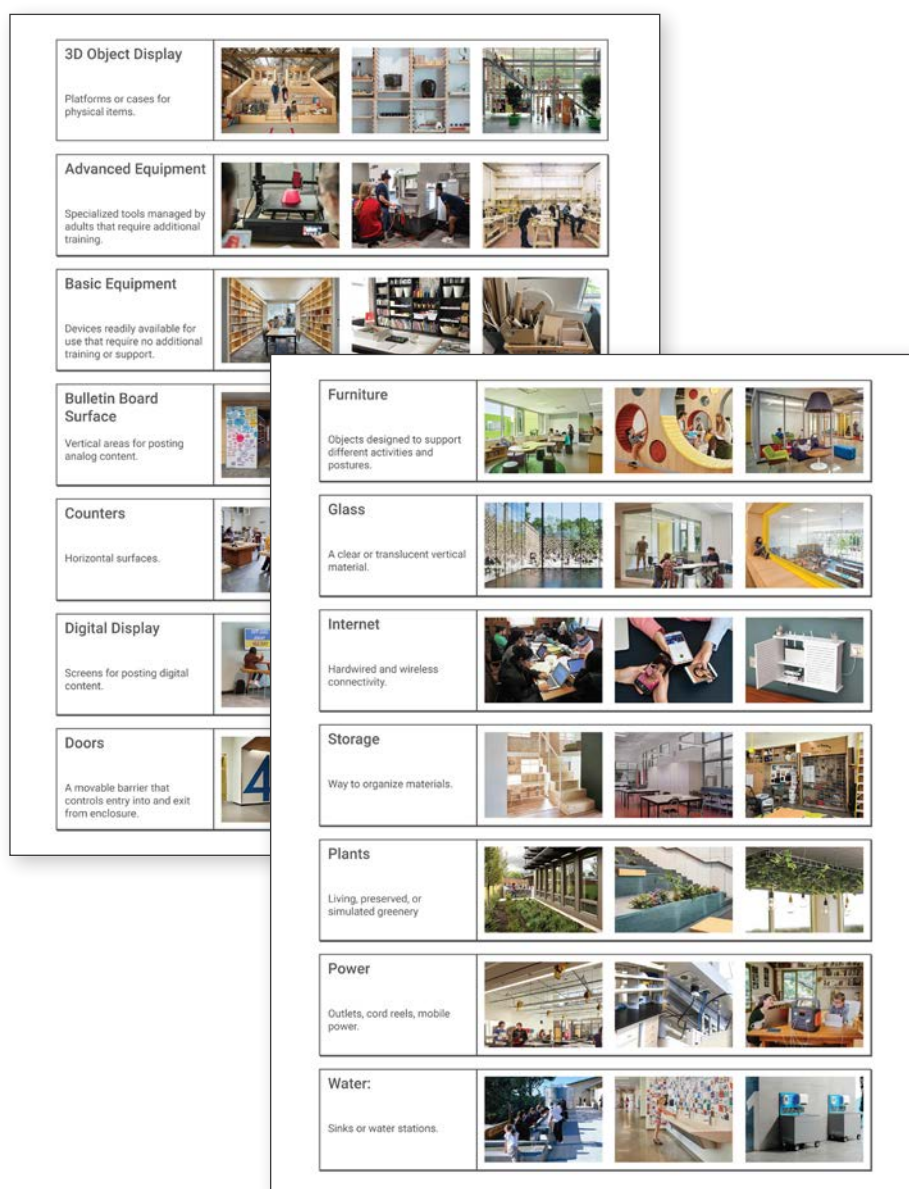 3D Object Display
Platforms or cases for
physical items.
Advanced Equipment
Specialized tools managed by
adults that require additional
training.
Basic Equipment
Devices readily available for
use that require no additional
training or support.
Bulletin Board
Surface
Vertical areas for posting
analog content.
Counters
Horizontal surfaces.
Digital Display
Screens for posting digital
content.
Doors
A movable barrier that
controls entry into and exit
from enclosure.
4
Furniture
Objects designed to support
different activities and
postures.
Glass
A clear or translucent vertical
material.
Internet
Hardwired and wireless
connectivity.
Storage
Way to organize materials.
Plants
Living, preserved, or
simulated greenery
Power
Outlets, cord reels, mobile
power.
Water:
Sinks or water stations.